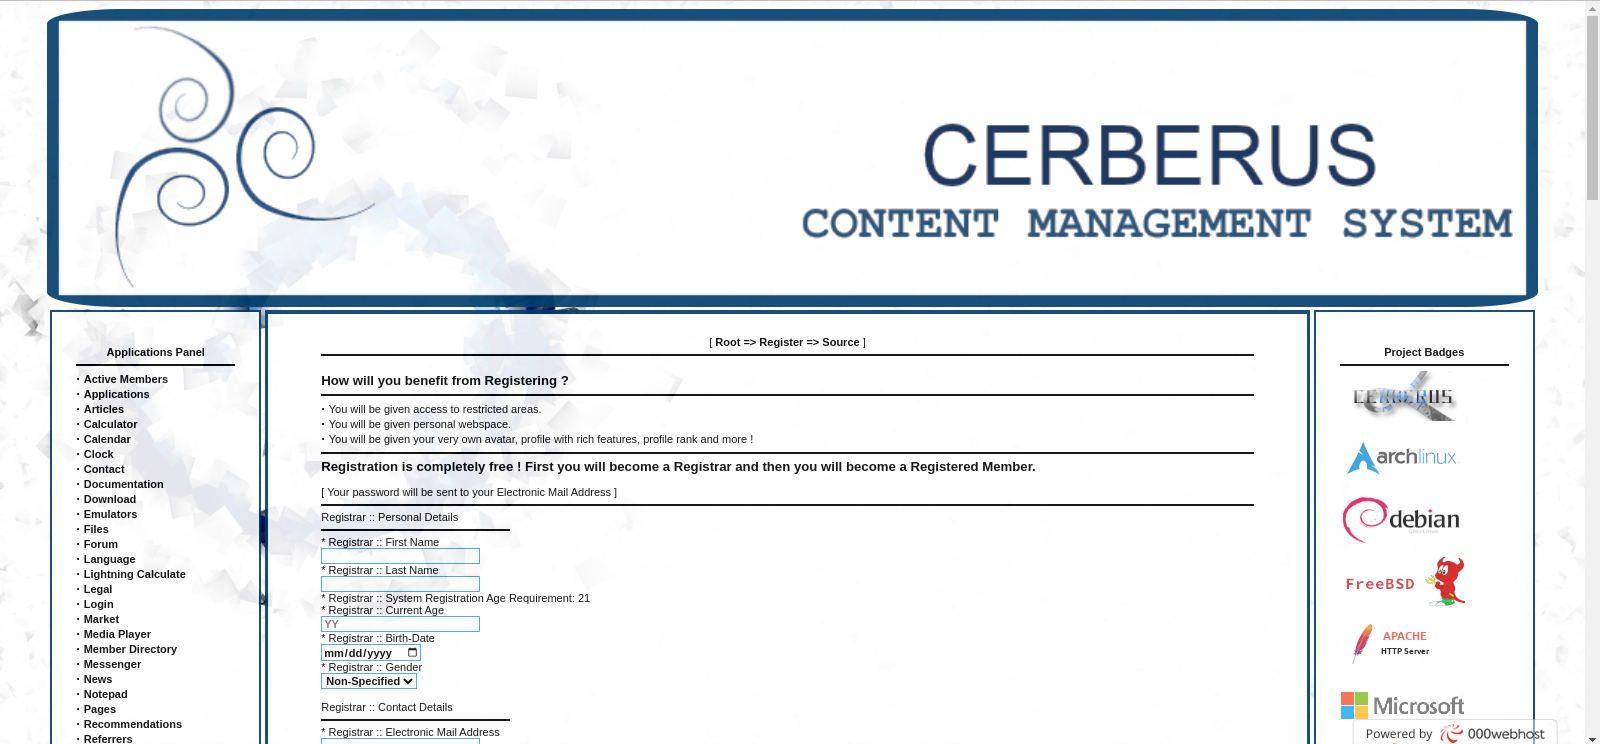 CERBERUS
CONTENT MANAGEMENT SYSTEM
Applications Panel
· Active Members
· Applications
· Articles
· Calculator
· Calendar
· Clock
· Contact
· Documentation
· Download
· Emulators
· Files
· Forum
· Language
· Lightning Calculate
· Legal
· Login
· Market
· Media Player
· Member Directory
· Messenger
· News
· Notepad
· Pages
· Recommendations
· Referrers
[ Root => Register => Source ]
How will you benefit from Registering ?
· You will be given access to restricted areas.
· You will be given personal webspace.
· You will be given your very own avatar, profile with rich features, profile rank and more !
Registration is completely free ! First you will become a Registrar and then you will become a Registered Member.
[ Your password will be sent to your Electronic Mail Address ]
Registrar :: Personal Details
* Registrar :: First Name
* Registrar :: Last Name
* Registrar :: System Registration Age Requirement: 21
* Registrar :: Current Age
YY
* Registrar :: Birth-Date
mm/dd/yyyy
* Registrar :: Gender
Non-Specified
Registrar :: Contact Details
* Registrar :: Electronic Mail Address
Project Badges
CERBERUS
archlinux
debian
FreeBSD
APACHE
HTTP Server
Microsoft
Powered by 000webhost